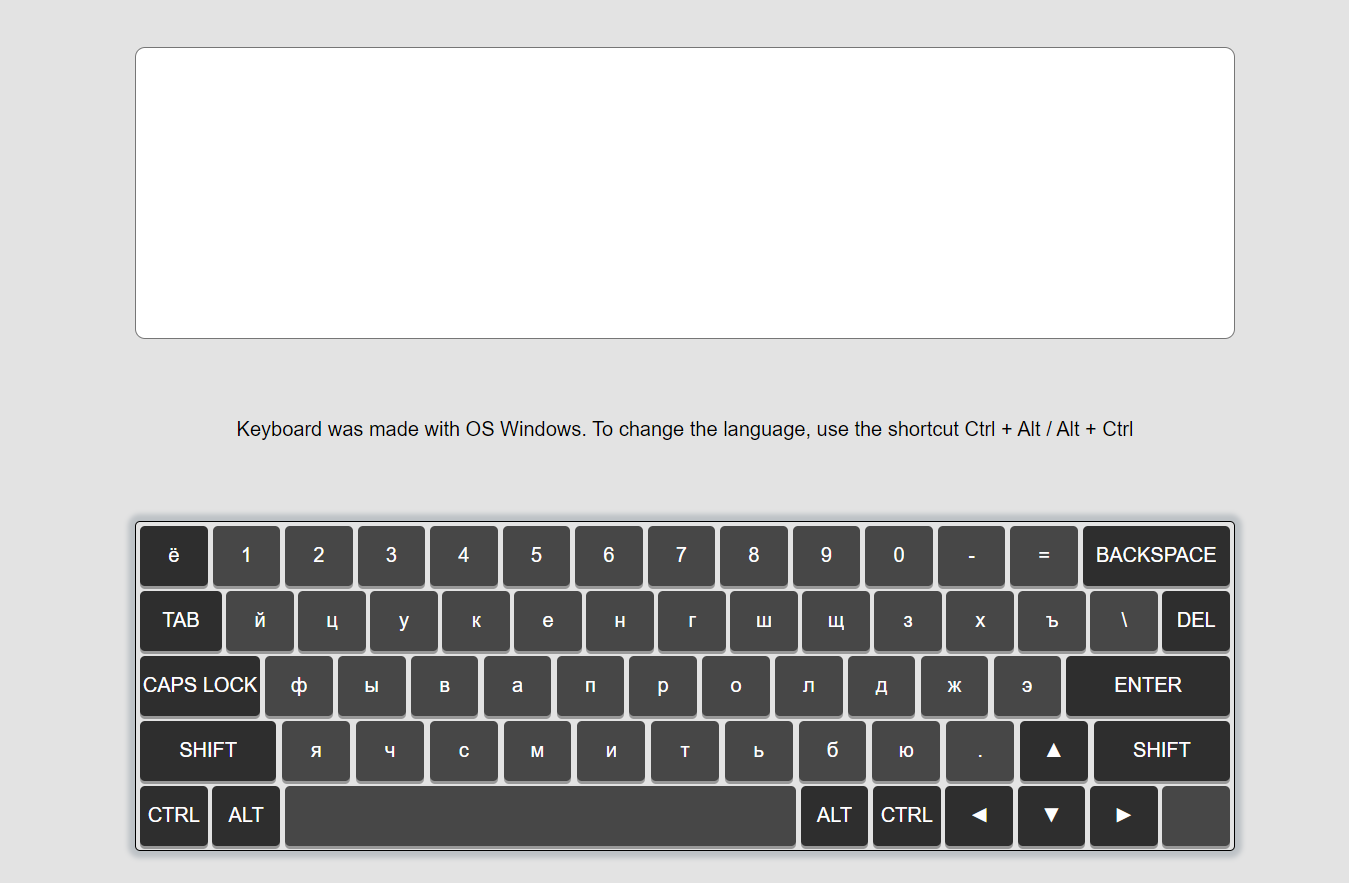 Keyboard was made with OS Windows. To change the language, use the shortcut Ctrl + Alt / Alt + Ctrl
ё 1 2 3 4 5 6 7 8 9 0 - = BACKSPACE
TAB й ц у к е н г ш щ з х ъ \ DEL
CAPS LOCK ф ы в а п р о л д ж э ENTER
SHIFT я ч с м и т ь б ю . ▲ SHIFT
CTRL ALT ALT CTRL ◄ ▼ ►